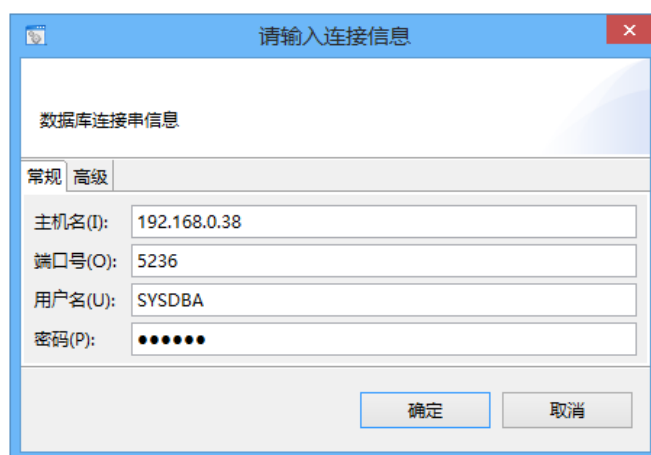 请输入连接信息
数据库连接串信息
常规 高级
主机名(I): 192.168.0.38
端口号(O): 5236
用户名(U): SYSDBA
密码(P): ●●●●●●
确定 取消